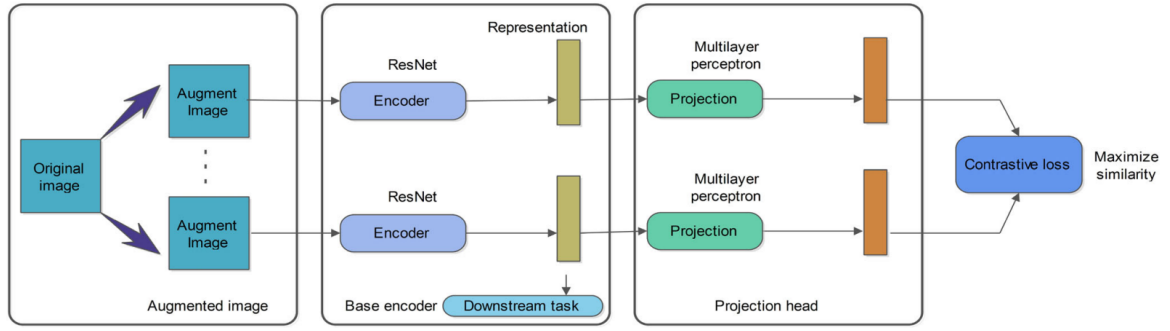 Original
image
Augment
Image
Augment
Image
Augmented image
ResNet
Encoder
Representation
ResNet
Encoder
Base encoder
Downstream task
Multilayer
perceptron
Projection
Multilayer
perceptron
Projection
Projection head
Contrastive loss
Maximize
similarity